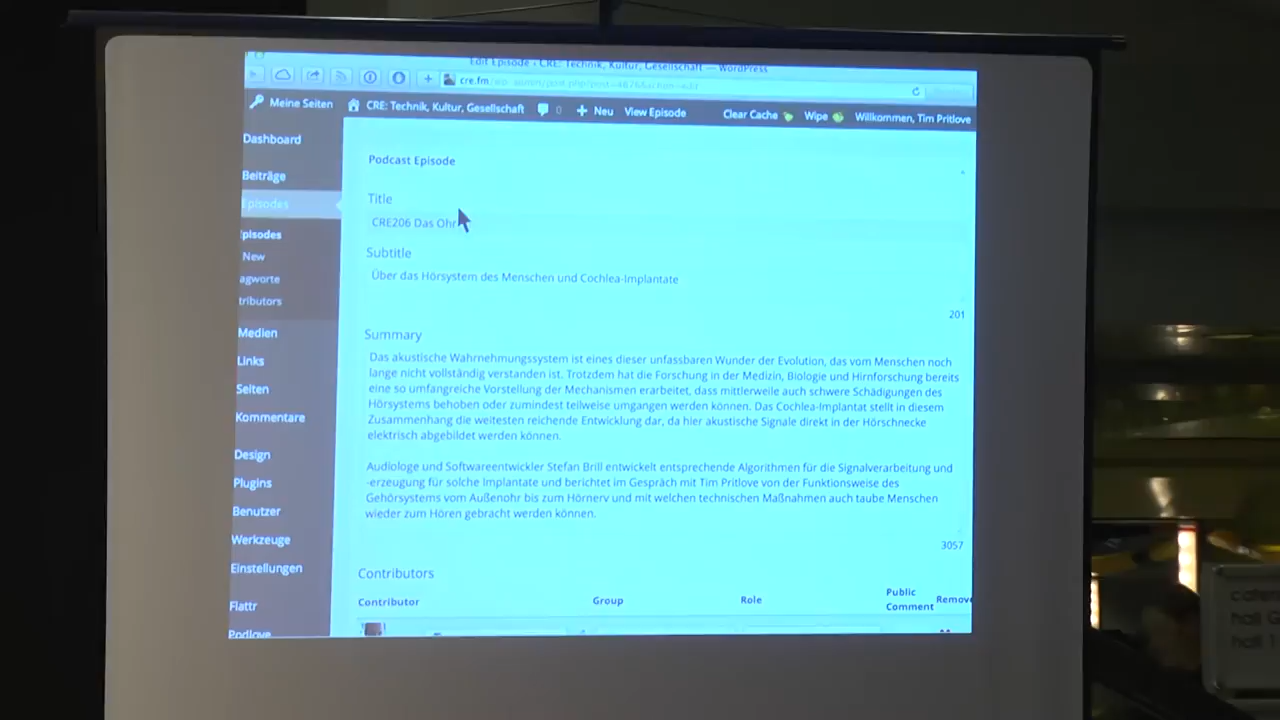 Edit Episode ‹ CRE: Technik, Kultur, Gesellschaft — WordPress
cre.fm
Meine Seiten
CRE: Technik, Kultur, Gesellschaft
0
Neu
View Episode
Clear Cache
Wipe
Willkommen, Tim Pritlove
Dashboard
Beiträge
Episodes
pisodes
New
agworte
tributors
Medien
Links
Seiten
Kommentare
Design
Plugins
Benutzer
Werkzeuge
Einstellungen
Flattr
Podlove
Podcast Episode
Title
CRE206 Das Ohr
Subtitle
Über das Hörsystem des Menschen und Cochlea-Implantate
201
Summary
Das akustische Wahrnehmungssystem ist eines dieser unfassbaren Wunder der Evolution, das vom Menschen noch
lange nicht vollständig verstanden ist. Trotzdem hat die Forschung in der Medizin, Biologie und Hirnforschung bereits
eine so umfangreiche Vorstellung der Mechanismen erarbeitet, dass mittlerweile auch schwere Schädigungen des
Hörsystems behoben oder zumindest teilweise umgangen werden können. Das Cochlea-Implantat stellt in diesem
Zusammenhang die weitesten reichende Entwicklung dar, da hier akustische Signale direkt in der Hörschnecke
elektrisch abgebildet werden können.
Audiologe und Softwareentwickler Stefan Brill entwickelt entsprechende Algorithmen für die Signalverarbeitung und
-erzeugung für solche Implantate und berichtet im Gespräch mit Tim Pritlove von der Funktionsweise des
Gehörsystems vom Außenohr bis zum Hörnerv und mit welchen technischen Maßnahmen auch taube Menschen
wieder zum Hören gebracht werden können.
3057
Contributors
Contributor
Group
Role
Public
Comment
Remove
hall
hall